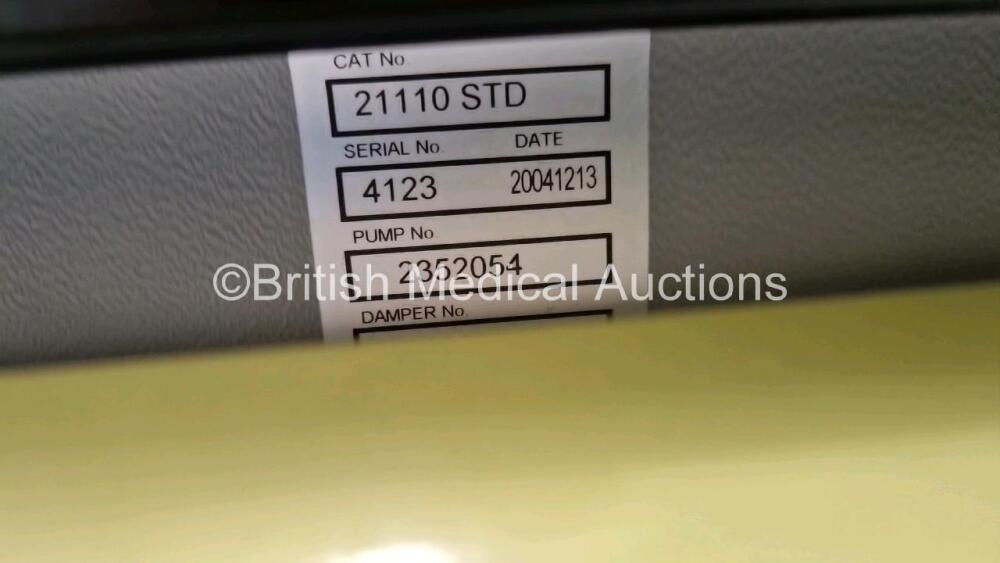 CAT No.
21110 STD
SERIAL No. DATE
4123 20041213
PUMP No.
2352054
©British Medical Auctions
DAMPER No.